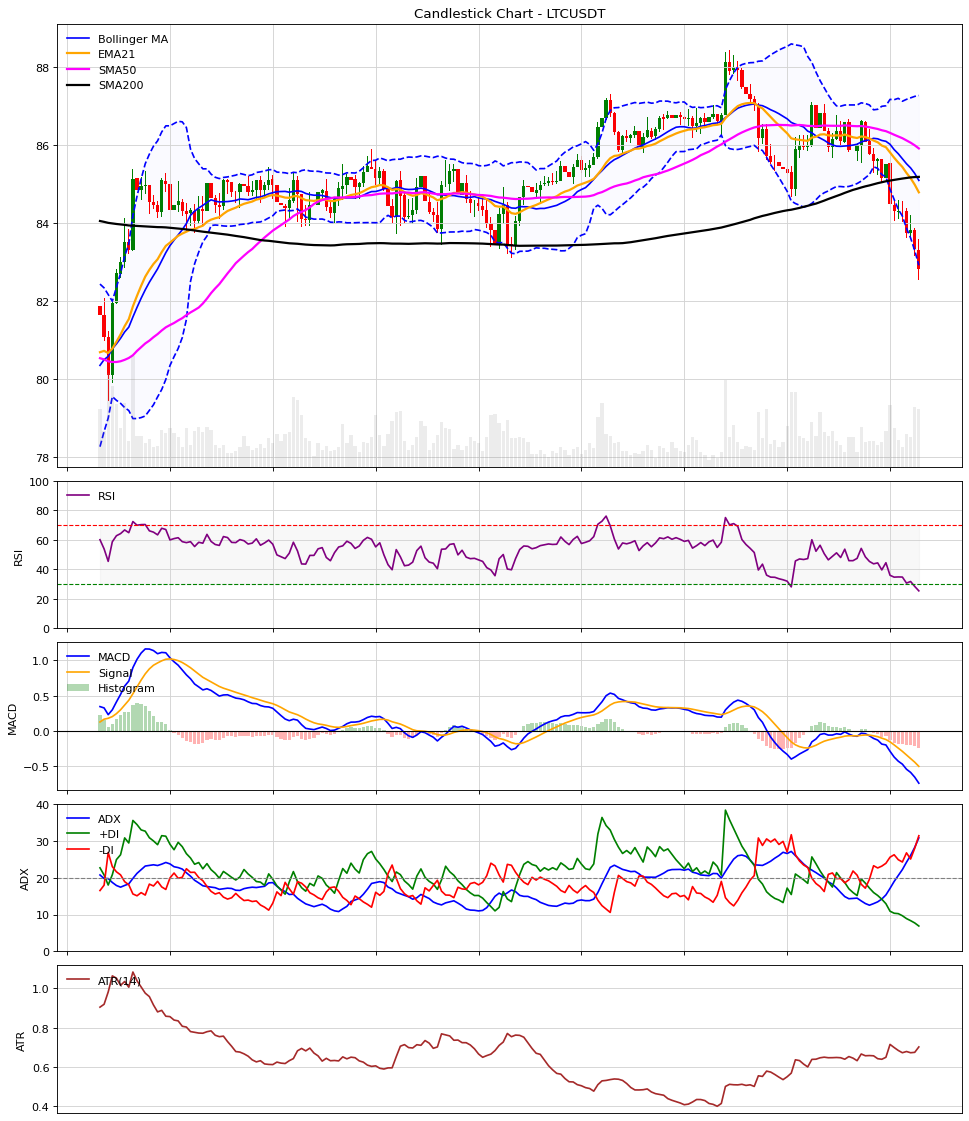 Candlestick Chart - LTCUSDT
Bollinger MA
EMA21
SMA50
SMA200
88
86
84
82
80
78
RSI
100
80
60
40
20
0
RSI
MACD
Signal
Histogram
1.0
0.5
0.0
−0.5
MACD
ADX
+DI
-DI
40
30
20
10
0
ADX
ATR(14)
1.0
0.8
0.6
0.4
ATR